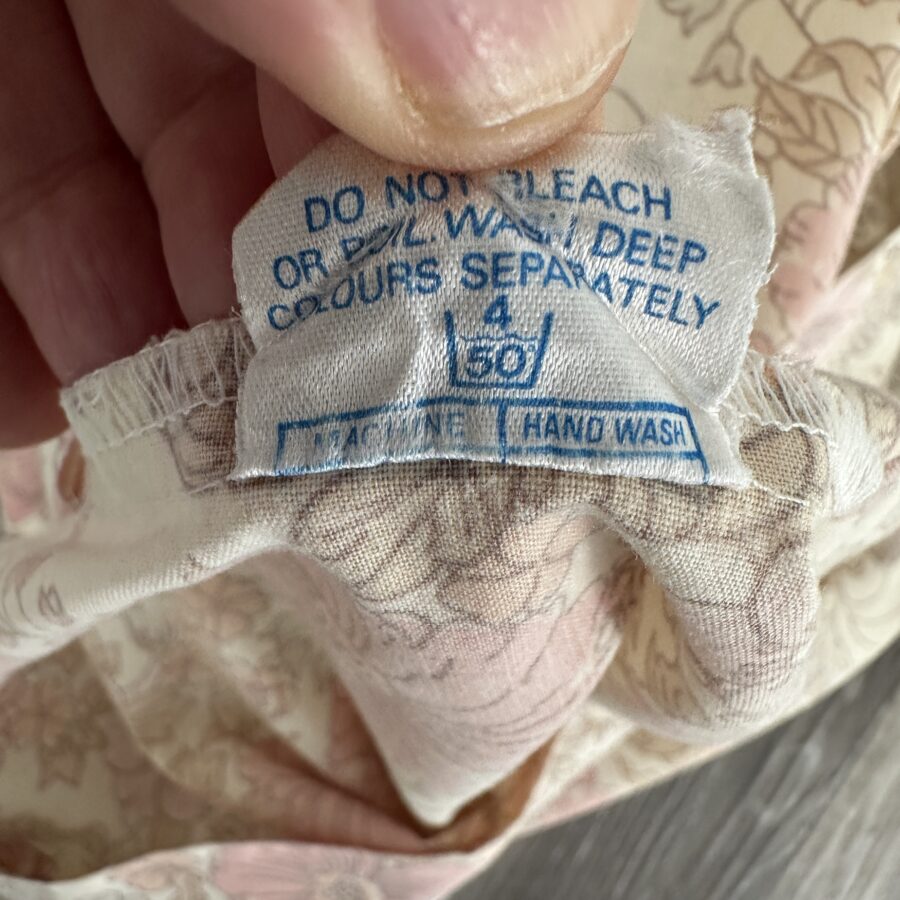 DO NOT BLEACH
OR BOIL. WASH DEEP
COLOURS SEPARATELY
4
50
MACHINE HAND WASH